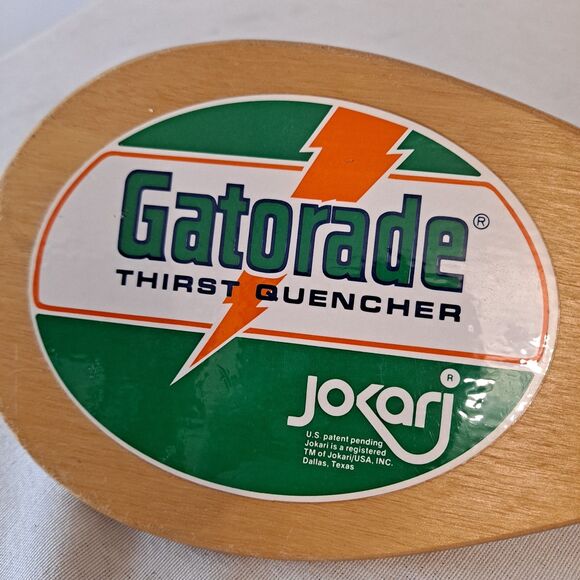 Gatorade®
THIRST QUENCHER
Jokari®
U.S. patent pending
Jokari is a registered
TM of Jokari/USA, INC.
Dallas, Texas